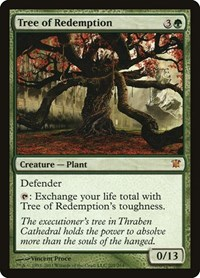 Tree of Redemption 3
Creature — Plant
Defender
: Exchange your life total with
Tree of Redemption's toughness.
The executioner's tree in Thraben
Cathedral holds the power to absolve
more than the souls of the hanged.
Vincent Proce
0/13